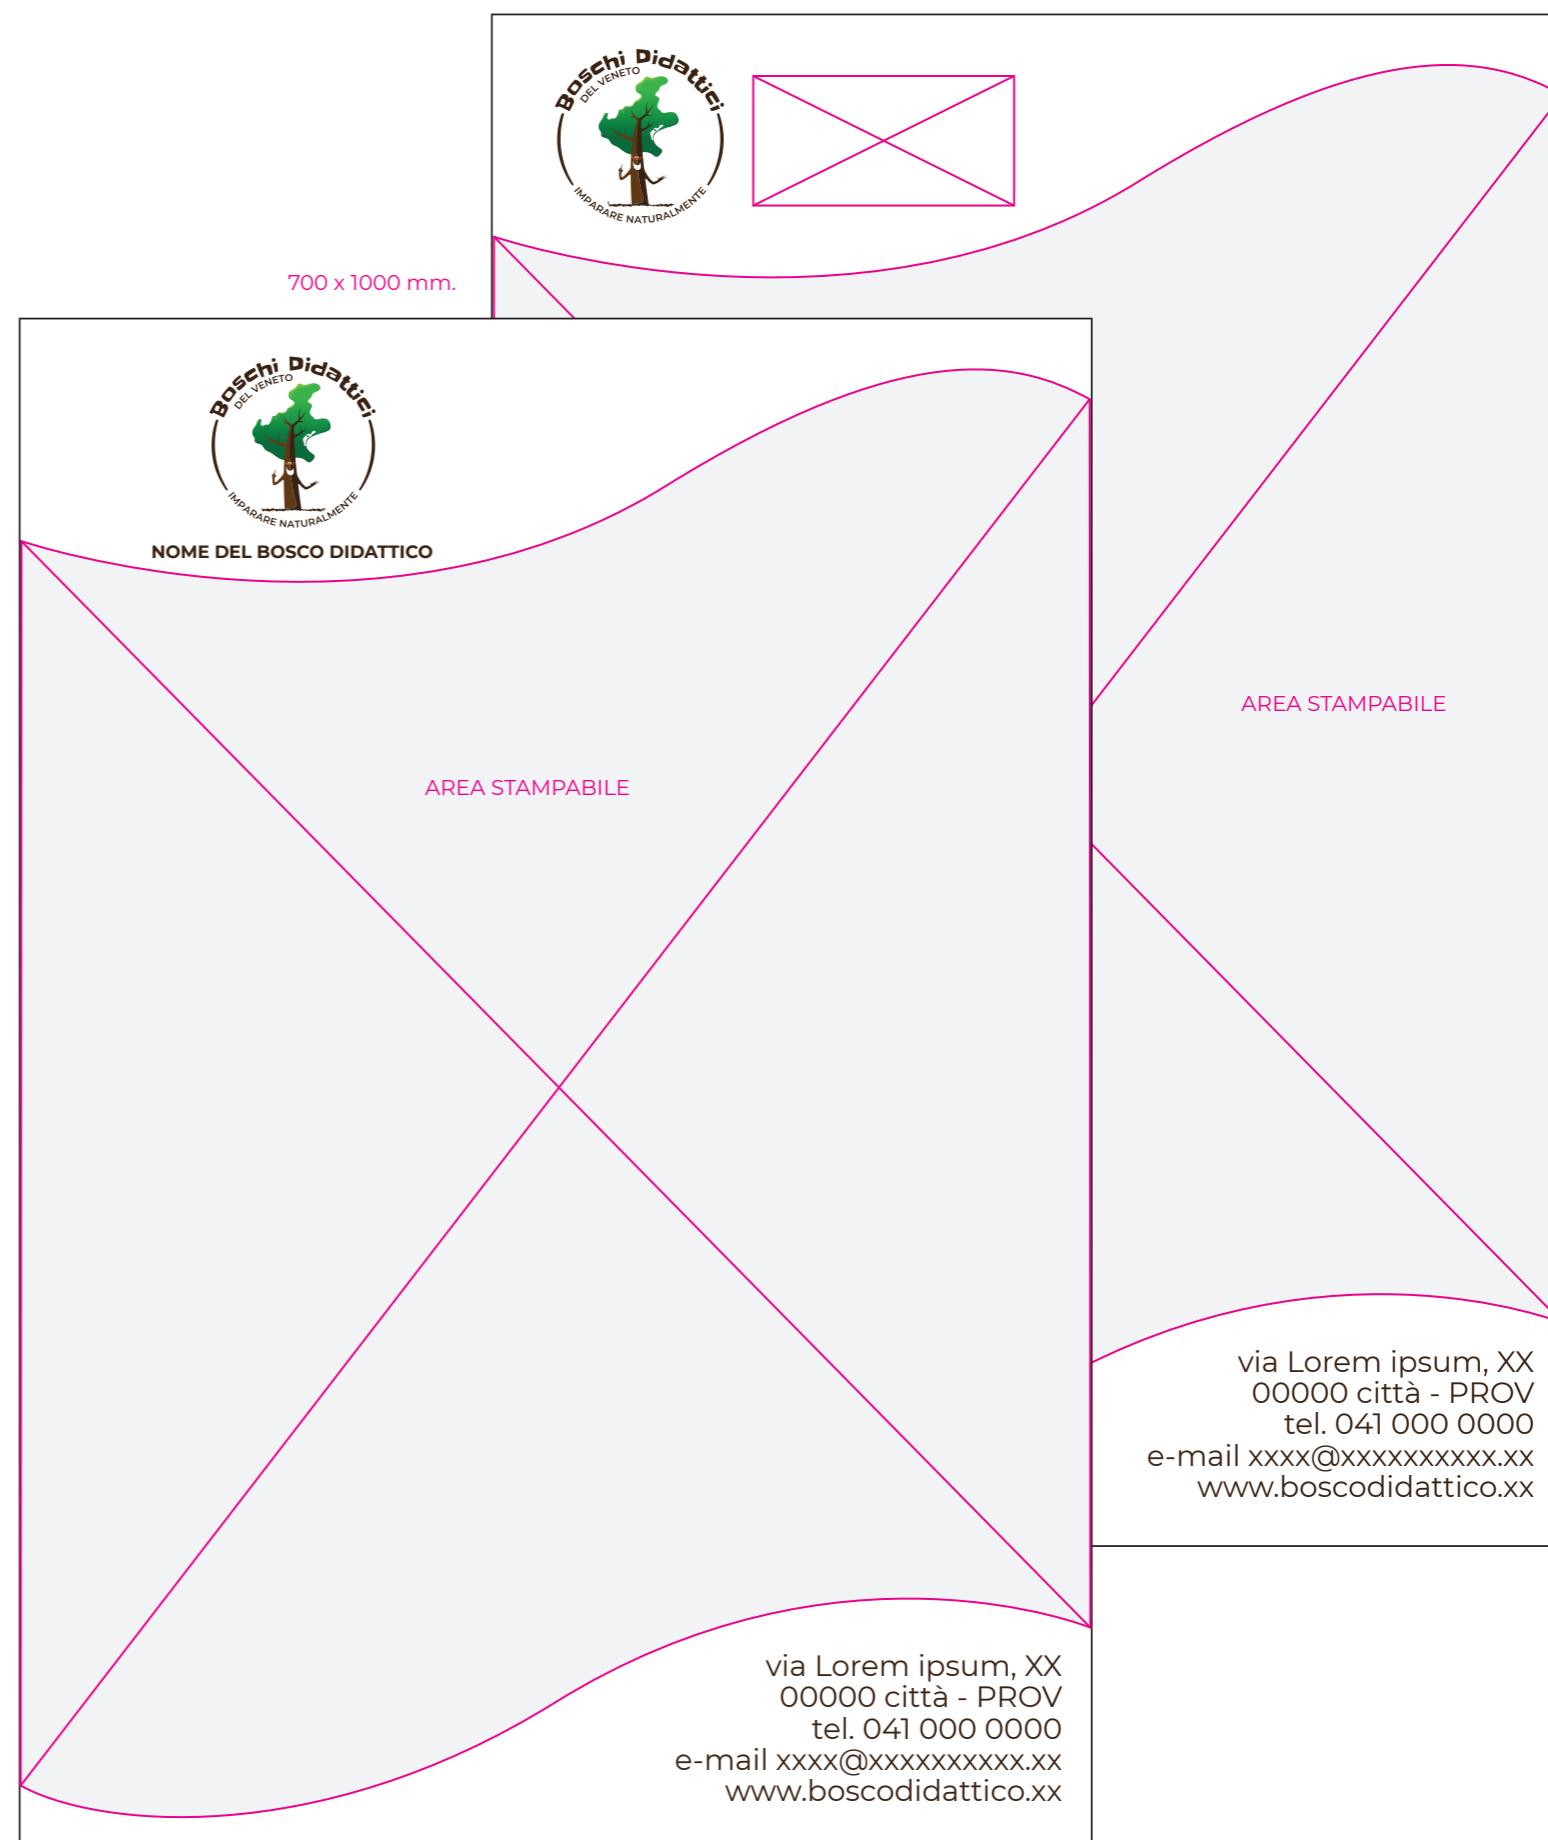 Boschi Didattici
DEL VENETO
IMPARARE NATURALMENTE
700 x 1000 mm.
Boschi Didattici
DEL VENETO
IMPARARE NATURALMENTE
NOME DEL BOSCO DIDATTICO
AREA STAMPABILE
AREA STAMPABILE
via Lorem ipsum, XX
00000 città - PROV
tel. 041 000 0000
e-mail xxxx@xxxxxxxxxx.xx
www.boscodidattico.xx
via Lorem ipsum, XX
00000 città - PROV
tel. 041 000 0000
e-mail xxxx@xxxxxxxxxx.xx
www.boscodidattico.xx